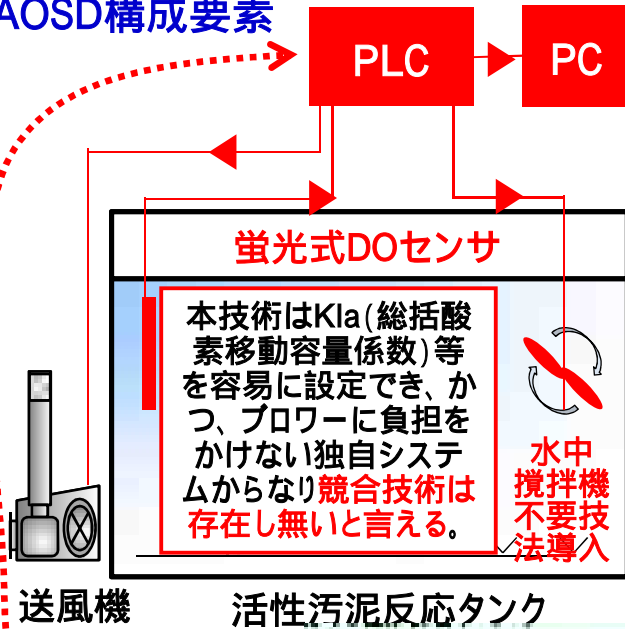 AOSD構成要素
PLC
PC
蛍光式DOセンサ
本技術はKla(総括酸
素移動容量係数)等
を容易に設定でき、か
つ、ブロワーに負担を
かけない独自システ
ムからなり競合技術は
存在し無いと言える。
水中
攪拌機
不要技
法導入
送風機
活性汚泥反応タンク